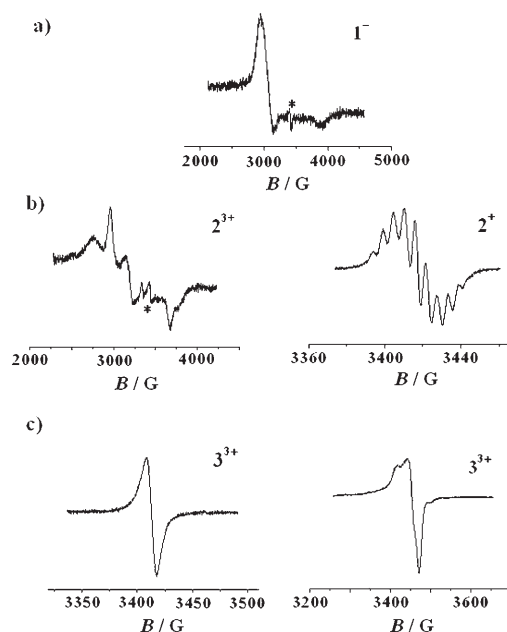 a)
1⁻
*
2000 3000 4000 5000
B / G
b)
2³⁺
*
2000 3000 4000
B / G
2⁺
3360 3400 3440
B / G
c)
3³⁺
3350 3400 3450 3500
B / G
3³⁺
3200 3400 3600
B / G